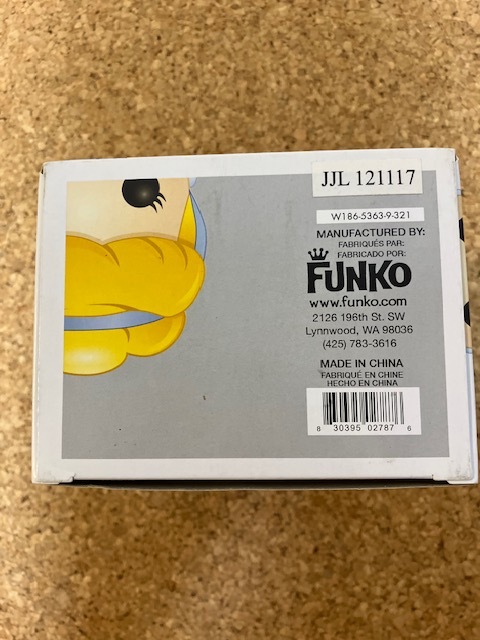 JJL 121117
W186-5363-9-321
MANUFACTURED BY:
FABRIQUÉS PAR:
FABRICADO POR:
FUNKO
www.funko.com
2126 196th St. SW
Lynnwood, WA 98036
(425) 783-3616
MADE IN CHINA
FABRIQUÉ EN CHINE
HECHO EN CHINA
8 30395 02787 6